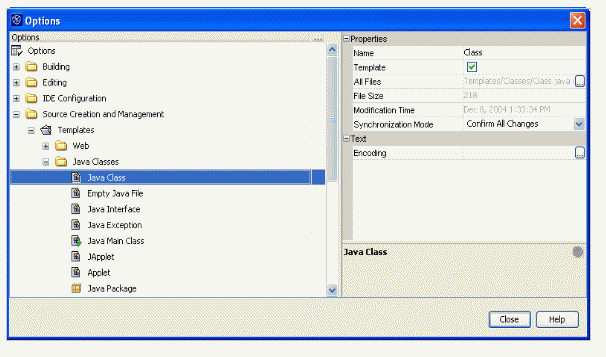 Options
Options
...
Options
Building
Editing
IDE Configuration
Source Creation and Management
Templates
Web
Java Classes
Java Class
Empty Java File
Java Interface
Java Exception
Java Main Class
JApplet
Applet
Java Package
Properties
Name Class
Template
All Files Templates/Classes/Class java
...
File Size 218
Modification Time Dec 8, 2004 1:33:34 PM
Synchronization Mode Confirm All Changes
Text
Encoding
...
Java Class
Close Help